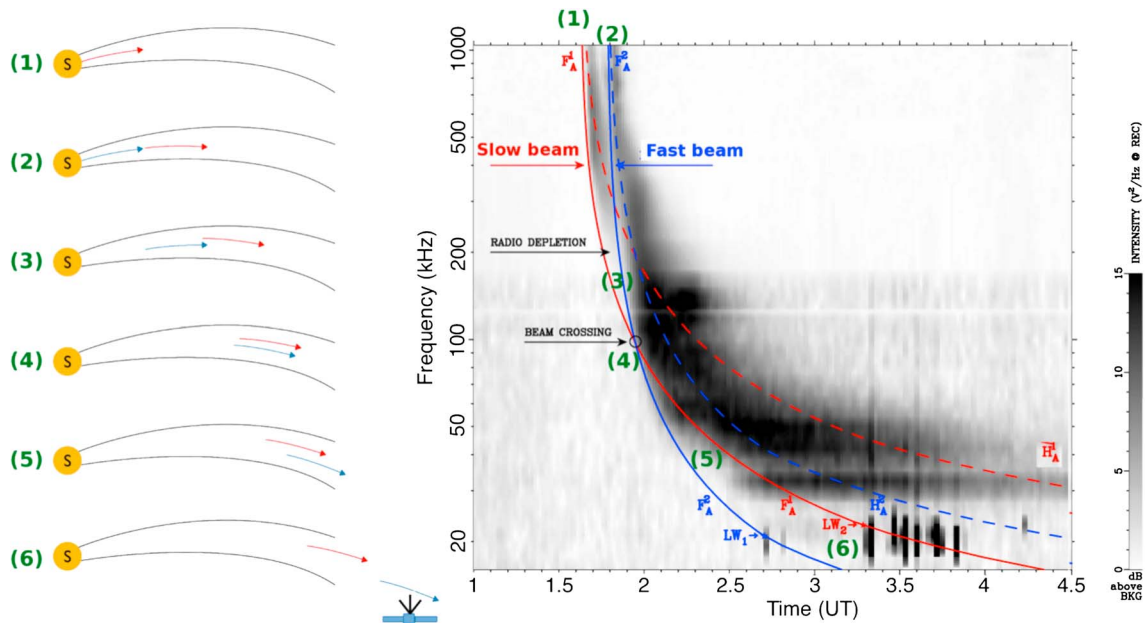 (1)
S
(2)
S
(3)
S
(4)
S
(5)
S
(6)
S
(1)
(2)
F¹A
F²A
Slow beam
Fast beam
RADIO DEPLETION
(3)
BEAM CROSSING
(4)
(5)
H¹A
F²A
F¹A
H²A
LW₁
LW₂
(6)
Frequency (kHz)
1000
500
200
100
50
20
1
1.5
2
2.5
3
3.5
4
4.5
Time (UT)
INTENSITY (V²/Hz @ REC)
15
10
5
0
dB
above
BKG